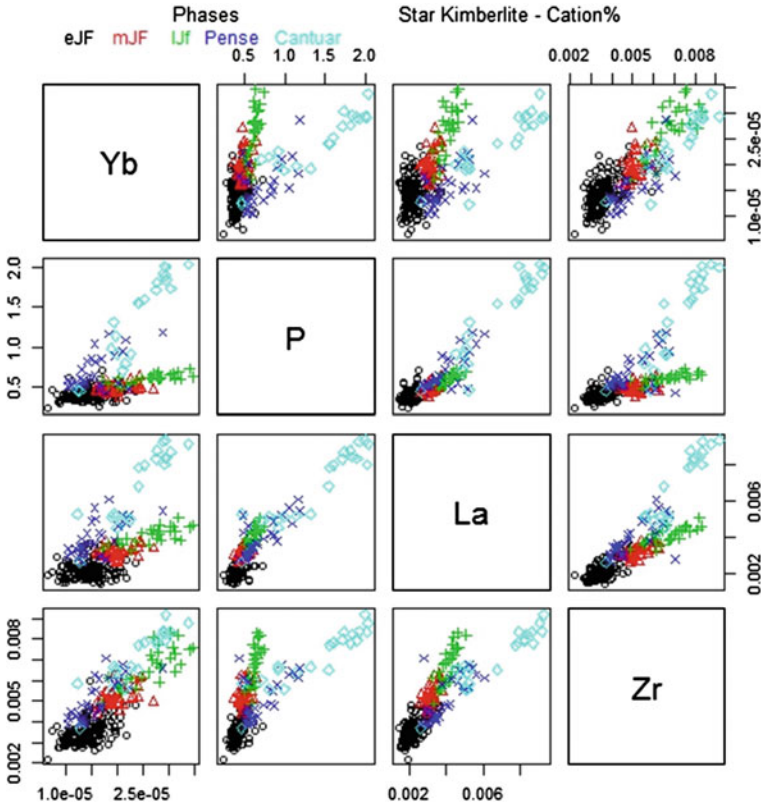 Phases Star Kimberlite - Cation%
eJF mJF lJf Pense Cantuar
0.5 1.0 1.5 2.0 0.002 0.005 0.008
Yb
1.0e-05 2.5e-05
0.5 1.0 1.5 2.0
P
La
0.002 0.006
0.002 0.005 0.008
Zr
1.0e-05 2.5e-05 0.002 0.006